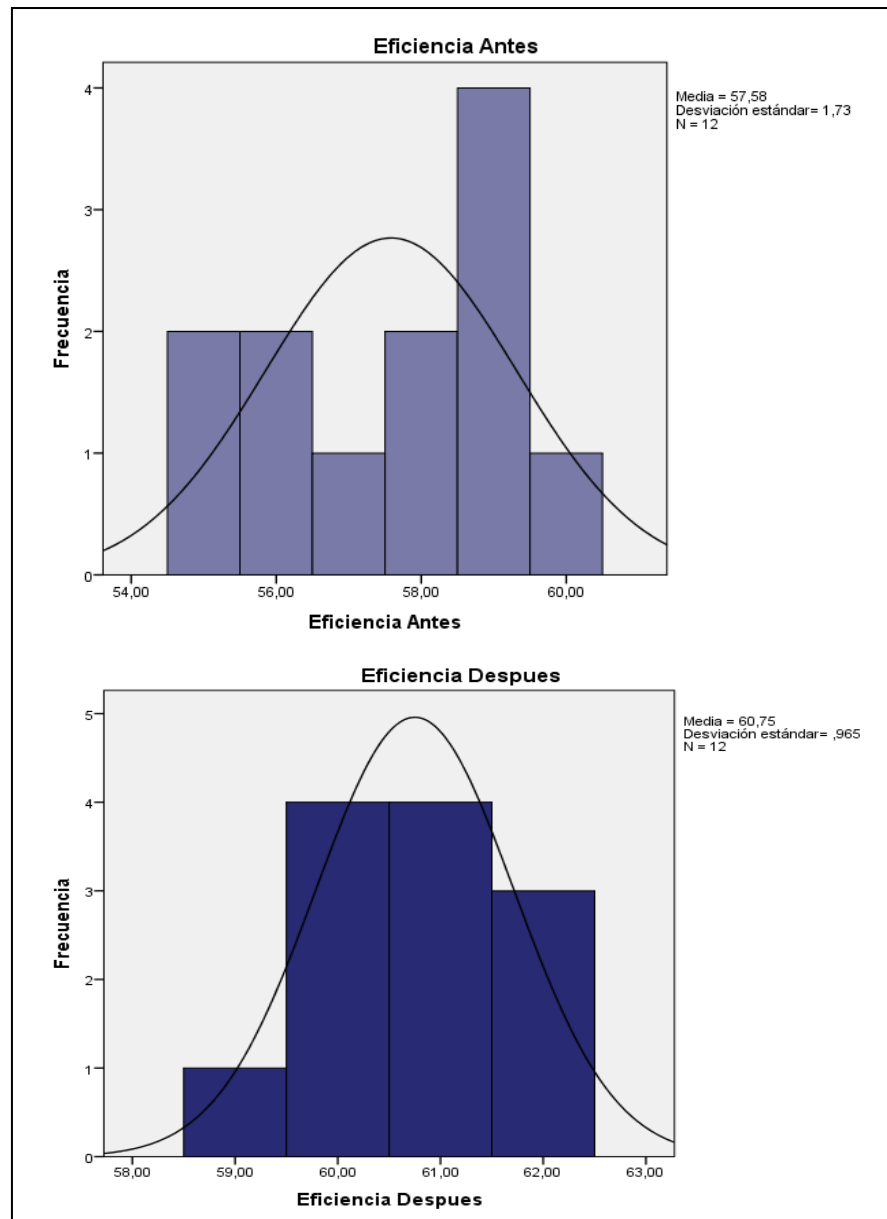 Eficiencia Antes
Media = 57,58
Desviación estándar= 1,73
N = 12
4
3
2
1
0
Frecuencia
54,00 56,00 58,00 60,00
Eficiencia Antes
Eficiencia Despues
Media = 60,75
Desviación estándar= ,965
N = 12
5
4
3
2
1
0
Frecuencia
58,00 59,00 60,00 61,00 62,00 63,00
Eficiencia Despues